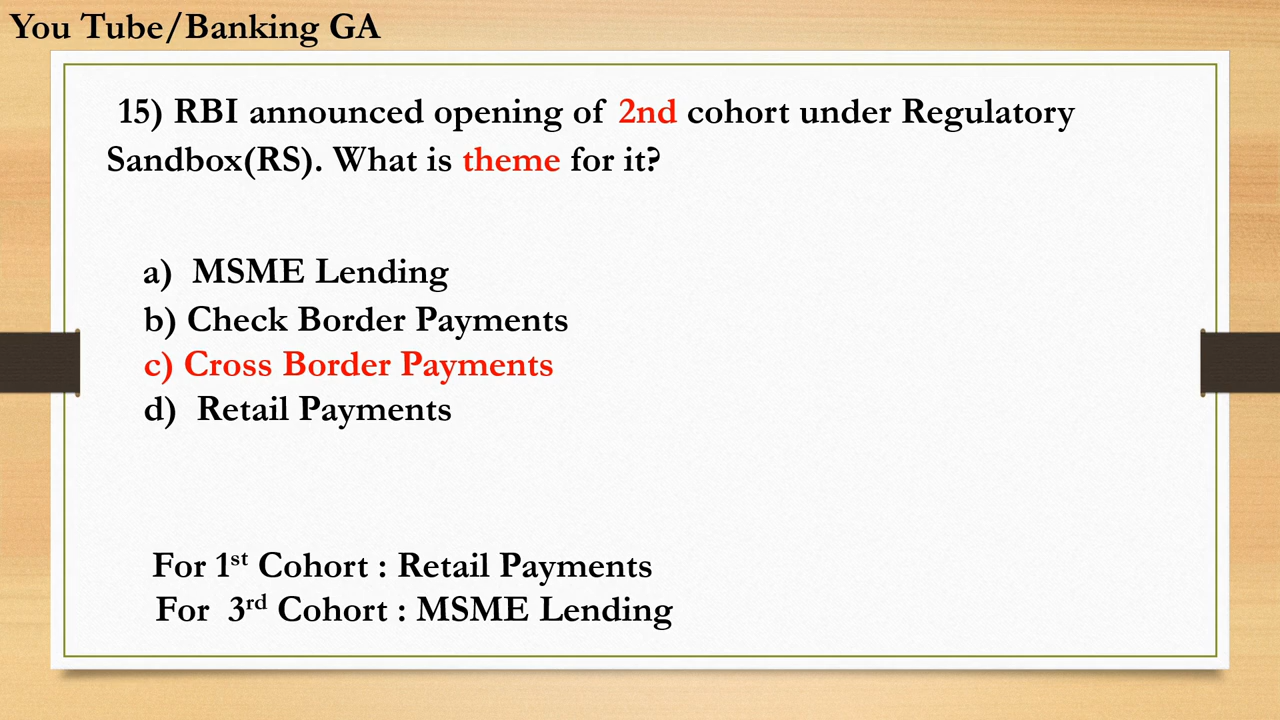 You Tube/Banking GA
15) RBI announced opening of 2nd cohort under Regulatory
Sandbox(RS). What is theme for it?
a) MSME Lending
b) Check Border Payments
c) Cross Border Payments
d) Retail Payments
For 1st Cohort : Retail Payments
For 3rd Cohort : MSME Lending